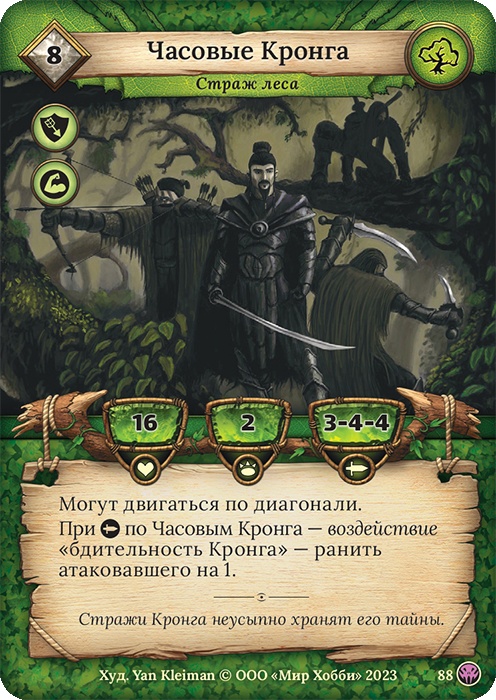 8
Часовые Кронга
Страж леса
16
2
3-4-4
Могут двигаться по диагонали.
При по Часовым Кронга — воздействие
«бдительность Кронга» — ранить
атаковавшего на 1.
Стражи Кронга неусыпно хранят его тайны.
Худ. Yan Kleiman © ООО «Мир Хобби» 2023
88